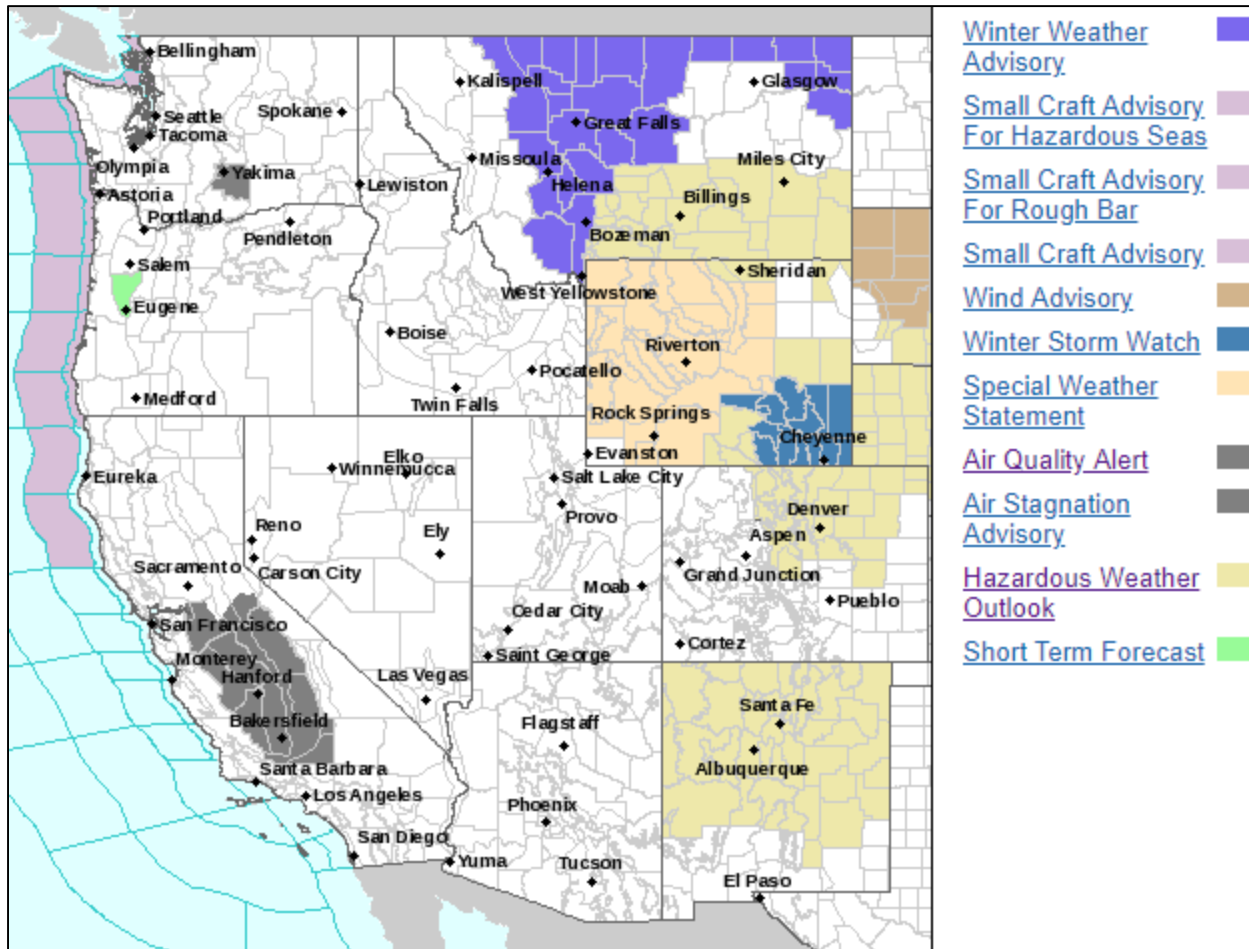 Bellingham
Kalispell
Glasgow
Seattle
Spokane
Great Falls
Tacoma
Olympia
Yakima
Missoula
Miles City
Helena
Lewiston
Astoria
Billings
Portland
Pendleton
Bozeman
Salem
Sheridan
West Yellowstone
Eugene
Boise
Riverton
Pocatello
Medford
Twin Falls
Rock Springs
Cheyenne
Elko
Evanston
Winnemucca
Eureka
Salt Lake City
Provo
Denver
Reno
Ely
Aspen
Sacramento
Carson City
Grand Junction
Moab
Pueblo
Cedar City
San Francisco
Cortez
Saint George
Monterey
Hanford
Las Vegas
Santa Fe
Bakersfield
Flagstaff
Albuquerque
Santa Barbara
Los Angeles
Phoenix
San Diego
Yuma
Tucson
El Paso
Winter Weather
Advisory
Small Craft Advisory
For Hazardous Seas
Small Craft Advisory
For Rough Bar
Small Craft Advisory
Wind Advisory
Winter Storm Watch
Special Weather
Statement
Air Quality Alert
Air Stagnation
Advisory
Hazardous Weather
Outlook
Short Term Forecast